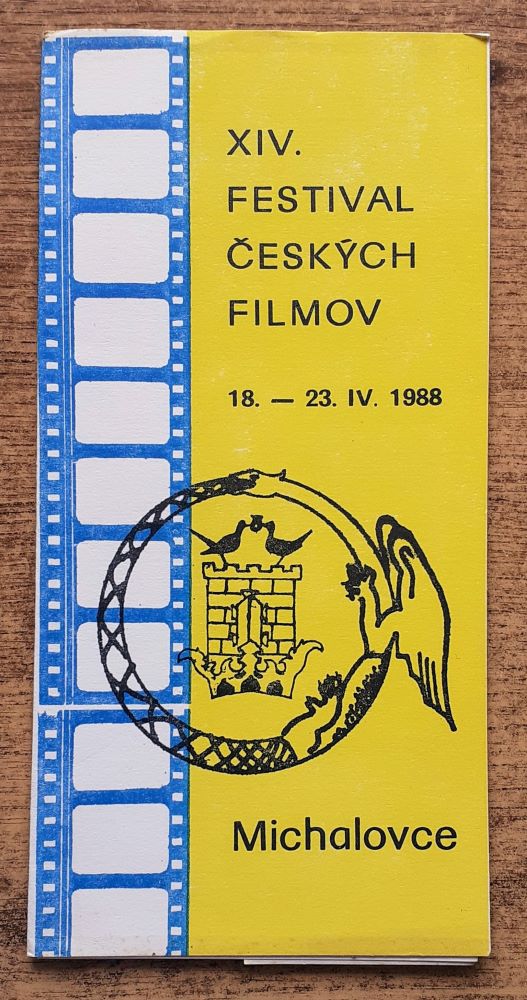 XIV.
FESTIVAL
ČESKÝCH
FILMOV
18. — 23. IV. 1988
Michalovce